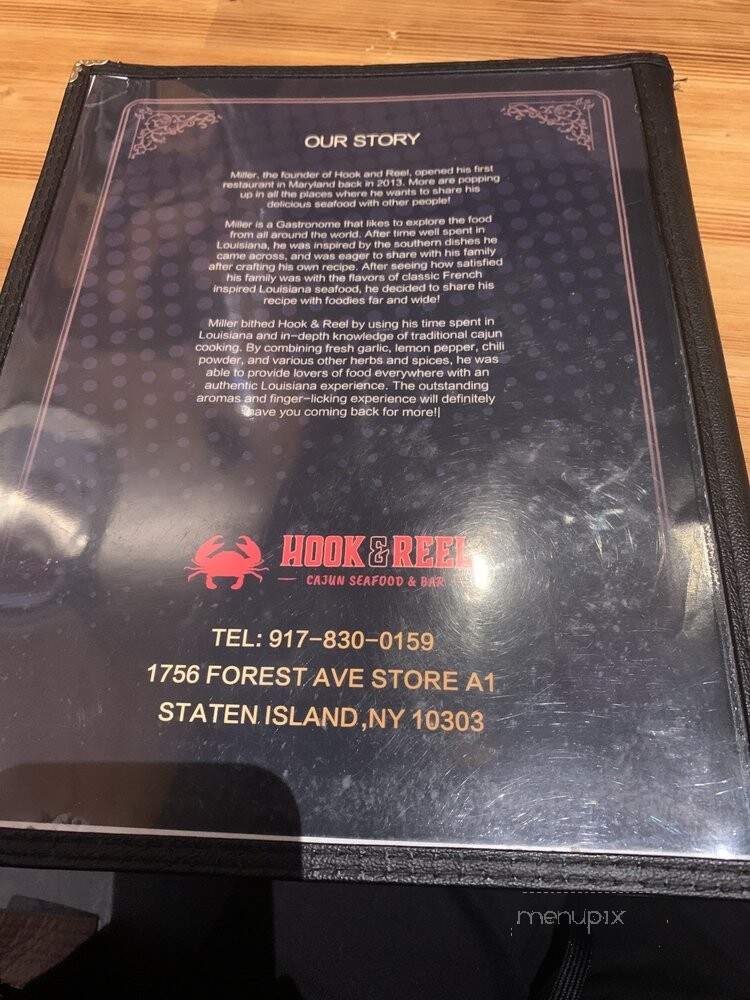 OUR STORY
Miller, the founder of Hook and Reel, opened his first
restaurant in Maryland back in 2013. More are popping
up in all the places where he wants to share his
delicious seafood with other people!
Miller is a Gastronome that likes to explore the food
from all around the world. After time well spent in
Louisiana, he was inspired by the southern dishes he
came across, and was eager to share with his family
after crafting his own recipe. After seeing how satisfied
his family was with the flavors of classic French
inspired Louisiana seafood, he decided to share his
recipe with foodies far and wide!
Miller bithed Hook & Reel by using his time spent in
Louisiana and in-depth knowledge of traditional cajun
cooking. By combining fresh garlic, lemon pepper, chili
powder, and various other herbs and spices, he was
able to provide lovers of food everywhere with an
authentic Louisiana experience. The outstanding
aromas and finger-licking experience will definitely
have you coming back for more!|
HOOK & REEL
CAJUN SEAFOOD & BAR
TEL: 917-830-0159
1756 FOREST AVE STORE A1
STATEN ISLAND,NY 10303
menupix